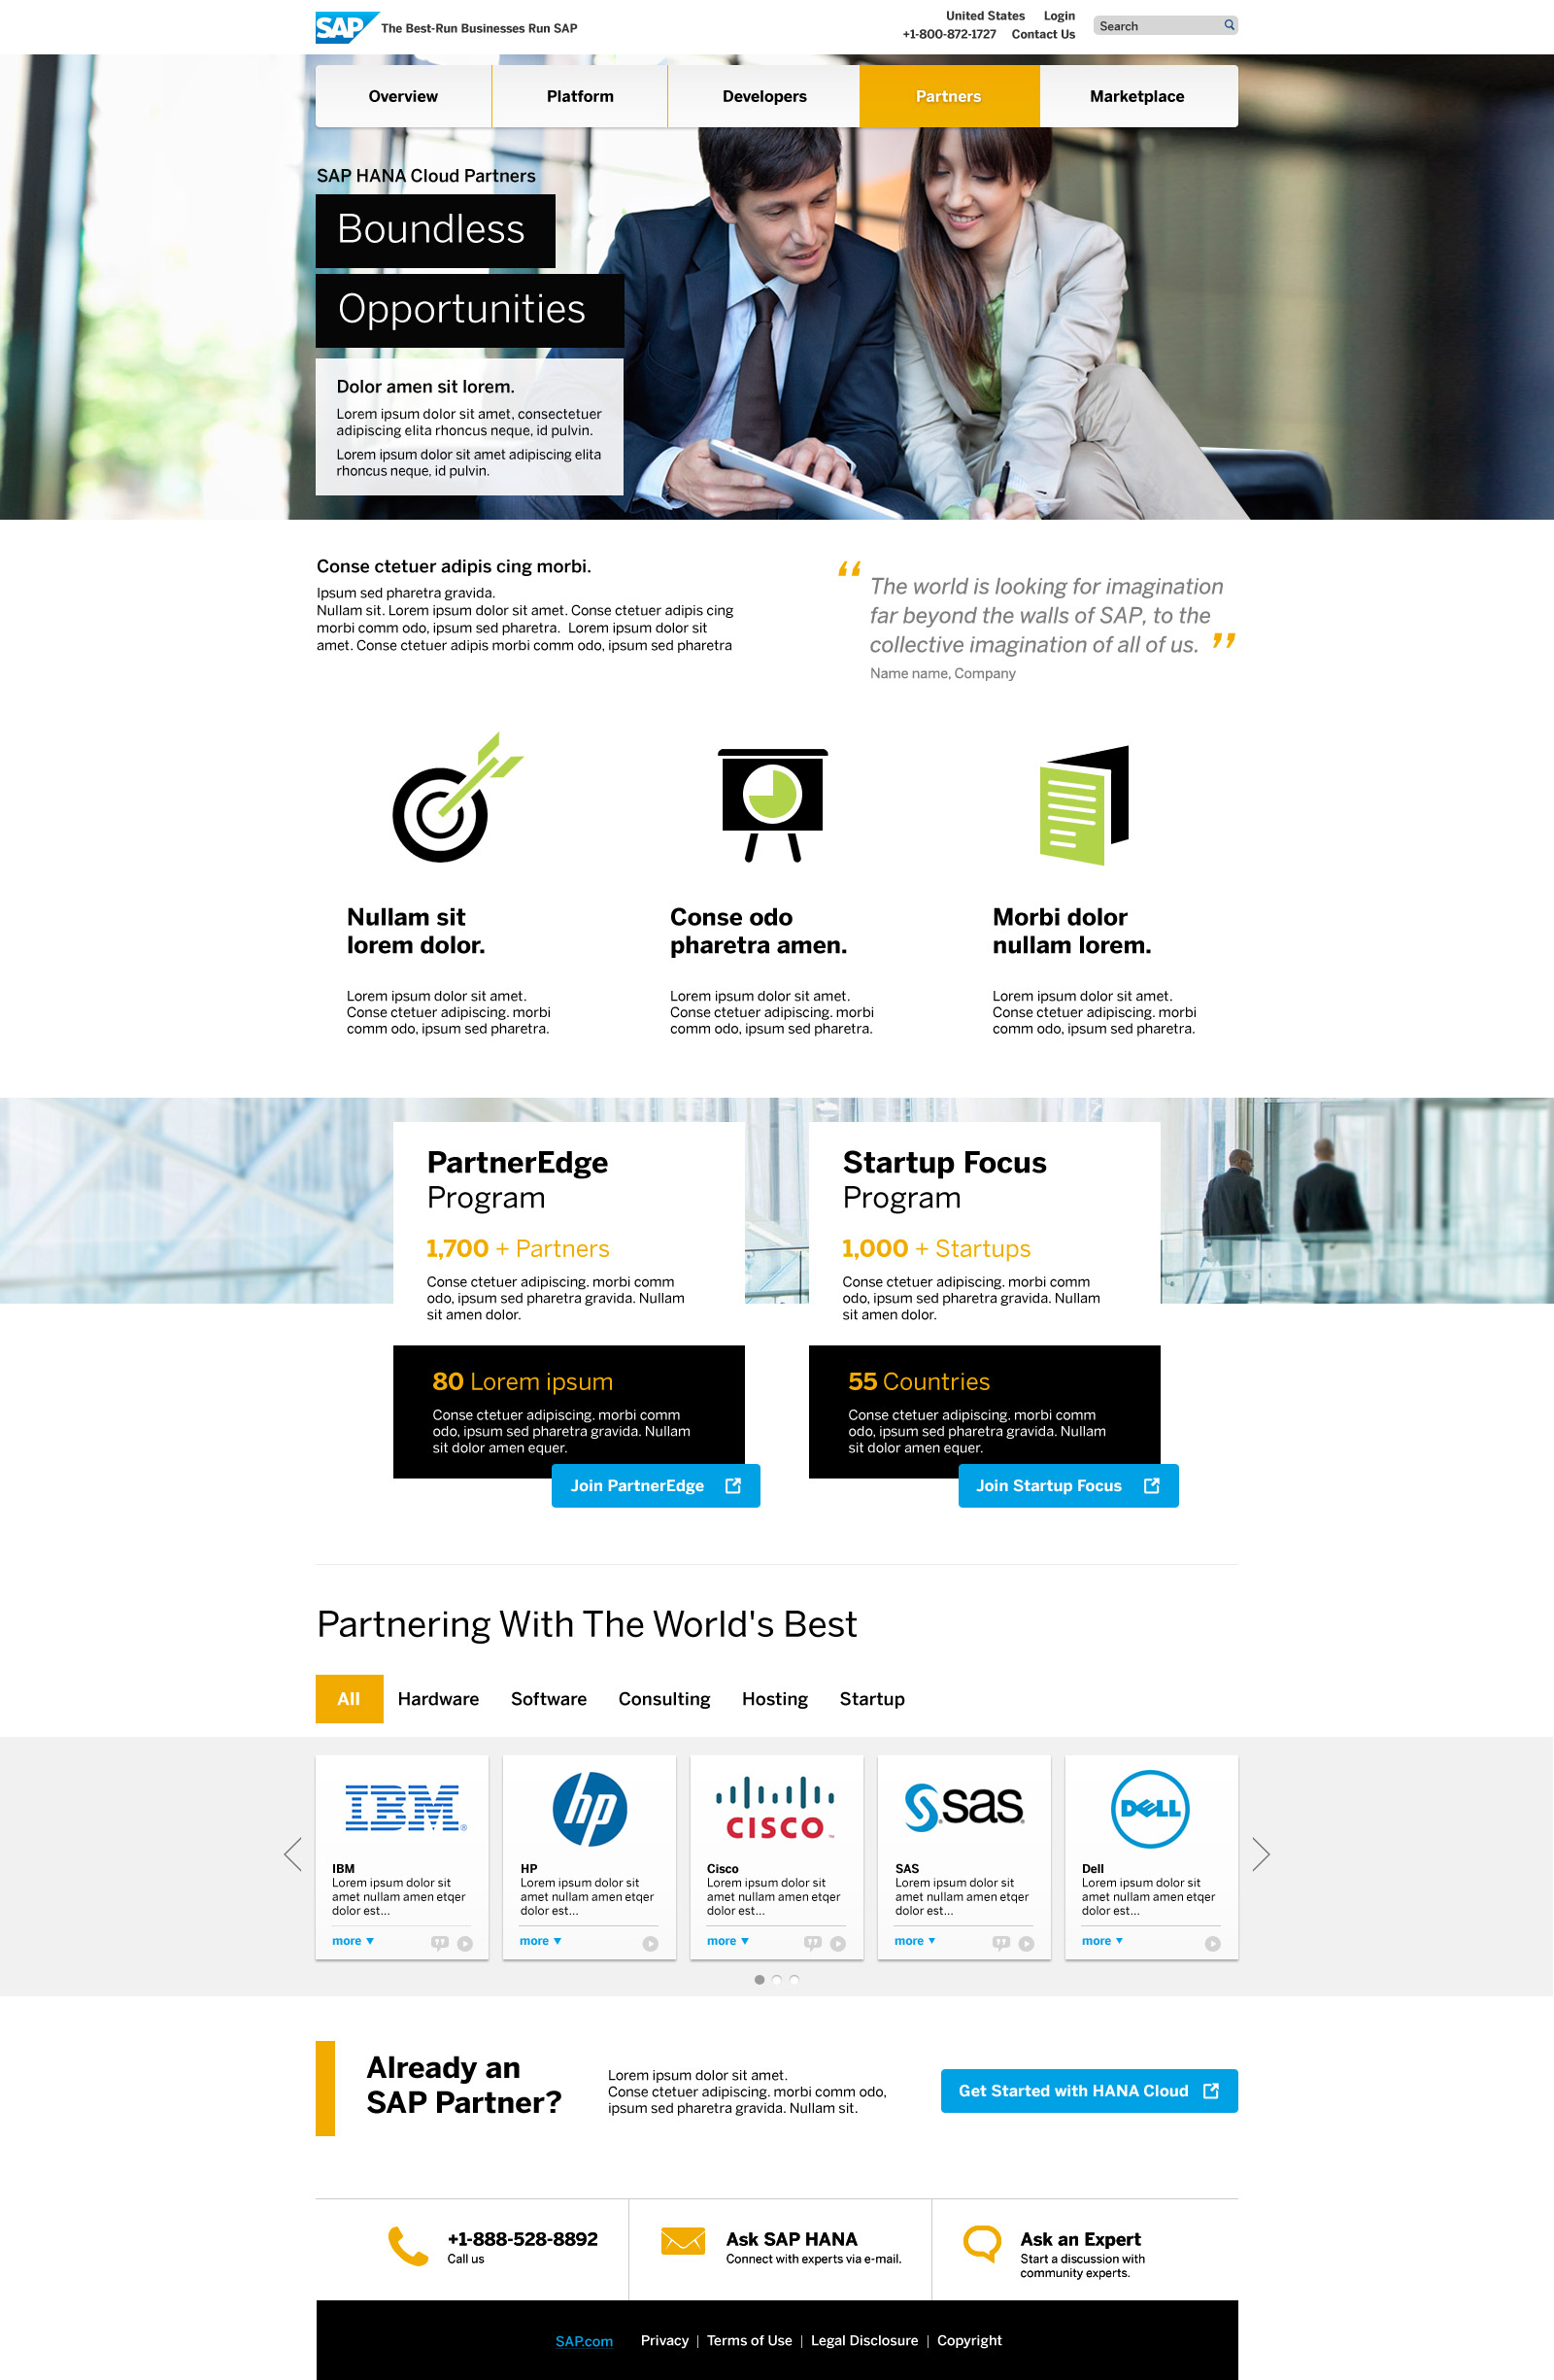 SAP The Best-Run Businesses Run SAP
United States Login
+1-800-872-1727 Contact Us
Search
Overview Platform Developers Partners Marketplace
SAP HANA Cloud Partners
Boundless
Opportunities
Dolor amen sit lorem.
Lorem ipsum dolor sit amet, consectetuer
adipiscing elita rhoncus neque, id pulvin.
Lorem ipsum dolor sit amet adipiscing elita
rhoncus neque, id pulvin.
Conse ctetuer adipis cing morbi.
Ipsum sed pharetra gravida.
Nullam sit. Lorem ipsum dolor sit amet. Conse ctetuer adipis cing
morbi comm odo, ipsum sed pharetra.  Lorem ipsum dolor sit
amet. Conse ctetuer adipis morbi comm odo, ipsum sed pharetra
“ The world is looking for imagination
far beyond the walls of SAP, to the
collective imagination of all of us. ”
Name name, Company
Nullam sit
lorem dolor.
Lorem ipsum dolor sit amet.
Conse ctetuer adipiscing. morbi
comm odo, ipsum sed pharetra.
Conse odo
pharetra amen.
Lorem ipsum dolor sit amet.
Conse ctetuer adipiscing. morbi
comm odo, ipsum sed pharetra.
Morbi dolor
nullam lorem.
Lorem ipsum dolor sit amet.
Conse ctetuer adipiscing. morbi
comm odo, ipsum sed pharetra.
PartnerEdge
Program
1,700 + Partners
Conse ctetuer adipiscing. morbi comm
odo, ipsum sed pharetra gravida. Nullam
sit amen dolor.
80 Lorem ipsum
Conse ctetuer adipiscing. morbi comm
odo, ipsum sed pharetra gravida. Nullam
sit dolor amen equer.
Join PartnerEdge
Startup Focus
Program
1,000 + Startups
Conse ctetuer adipiscing. morbi comm
odo, ipsum sed pharetra gravida. Nullam
sit amen dolor.
55 Countries
Conse ctetuer adipiscing. morbi comm
odo, ipsum sed pharetra gravida. Nullam
sit dolor amen equer.
Join Startup Focus
Partnering With The World's Best
All Hardware Software Consulting Hosting Startup
IBM®
IBM
Lorem ipsum dolor sit
amet nullam amen etqer
dolor est...
more
hp
HP
Lorem ipsum dolor sit
amet nullam amen etqer
dolor est...
more
CISCO™
Cisco
Lorem ipsum dolor sit
amet nullam amen etqer
dolor est...
more
sas
SAS
Lorem ipsum dolor sit
amet nullam amen etqer
dolor est...
more
DELL
Dell
Lorem ipsum dolor sit
amet nullam amen etqer
dolor est...
more
Already an
SAP Partner?
Lorem ipsum dolor sit amet.
Conse ctetuer adipiscing. morbi comm odo,
ipsum sed pharetra gravida. Nullam sit.
Get Started with HANA Cloud
+1-888-528-8892
Call us
Ask SAP HANA
Connect with experts via e-mail.
Ask an Expert
Start a discussion with
community experts.
SAP.com Privacy | Terms of Use | Legal Disclosure | Copyright